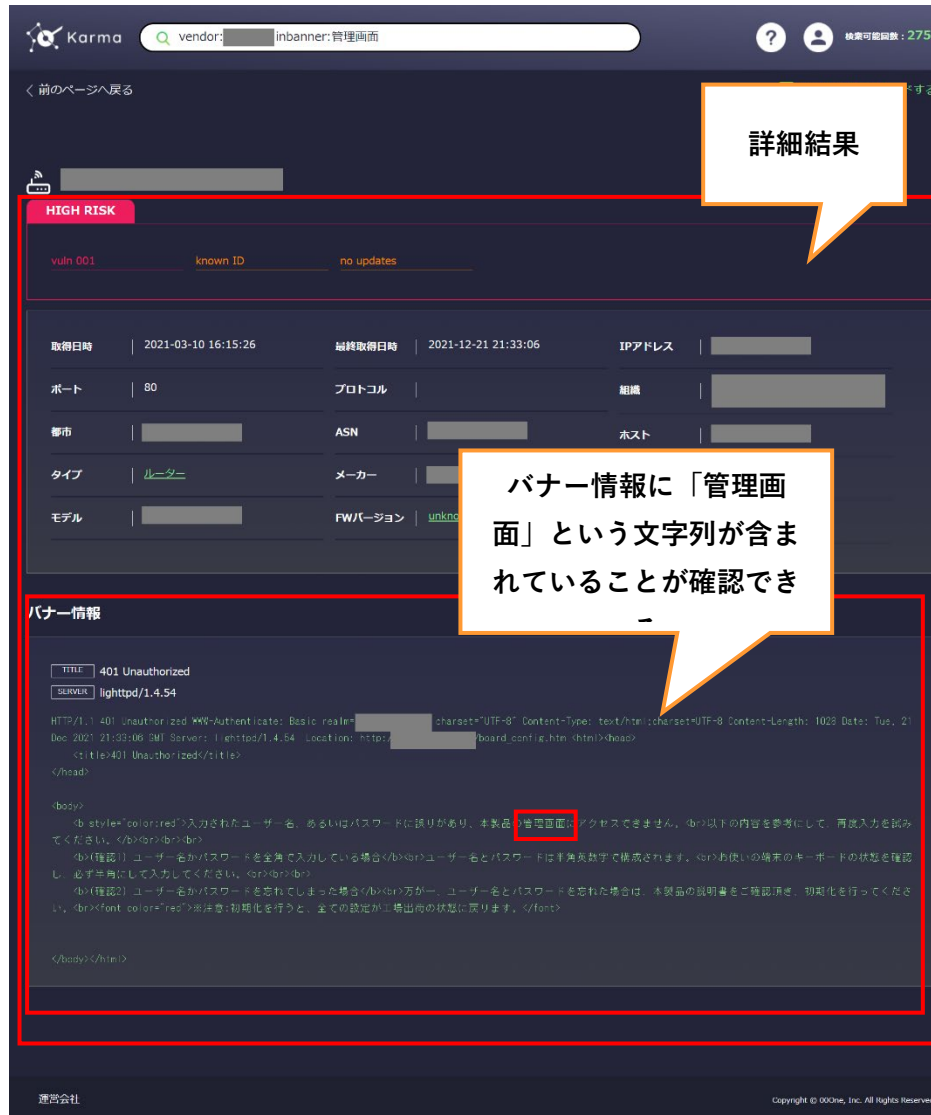 Karma
vendor: inbanner:管理画面
?
検索可能回数 : 275
く 前のページへ戻る
ドする
詳細結果
HIGH RISK
vuln 001 known ID no updates
取得日時 2021-03-10 16:15:26 最終取得日時 2021-12-21 21:33:06 IPアドレス
ポート 80 プロトコル 組織
都市 ASN ホスト
タイプ ルーター メーカー
モデル FWバージョン
バナー情報に「管理画
面」という文字列が含ま
れていることが確認でき
バナー情報
TITLE 401 Unauthorized
SERVER lighttpd/1.4.54
HTTP/1.1 401 Unauthorized WWW-Authenticate: Basic realm= charset="UTF-8" Content-Type: text/html;charset=UTF-8 Content-Length: 1028 Date: Tue, 21
Dec 2021 21:33:06 GMT Server: lighttpd/1.4.54 Location: http:/ /board_config.htm <html><head>
<title>401 Unauthorized</title>
</head>
<body>
<b style="color:red">入力されたユーザー名、あるいはパスワードに誤りがあり、本製品の管理画面にアクセスできません。<br>以下の内容を参考にして、再度入力を試み
てください。</b><br><br><br>
<b>(確認1) ユーザー名かパスワードを全角で入力している場合</b><br>ユーザー名とパスワードは半角英数字で構成されます。<br>お使いの端末のキーボードの状態を確認
し、必ず半角にして入力してください。<br><br><br>
<b>(確認2) ユーザー名かパスワードを忘れてしまった場合</b><br>万が一、ユーザー名とパスワードを忘れた場合は、本製品の説明書をご確認頂き、初期化を行ってくださ
い。<br><font color="red">※注意:初期化を行うと、全ての設定が工場出荷の状態に戻ります。</font>
</body></html>
運営会社
Copyright © 00One, Inc. All Rights Reserved